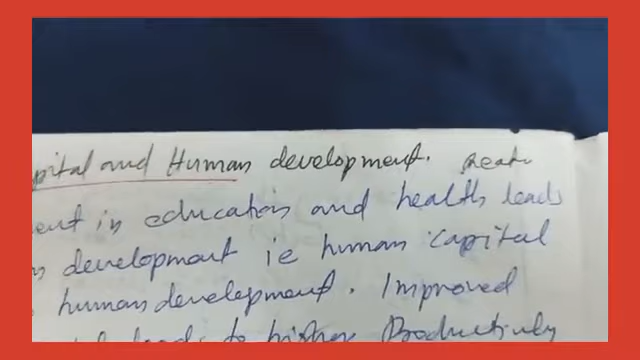 pital and Human development.
ent in education and health leads
development ie human capital
human development. Improved
leads to higher Productivity